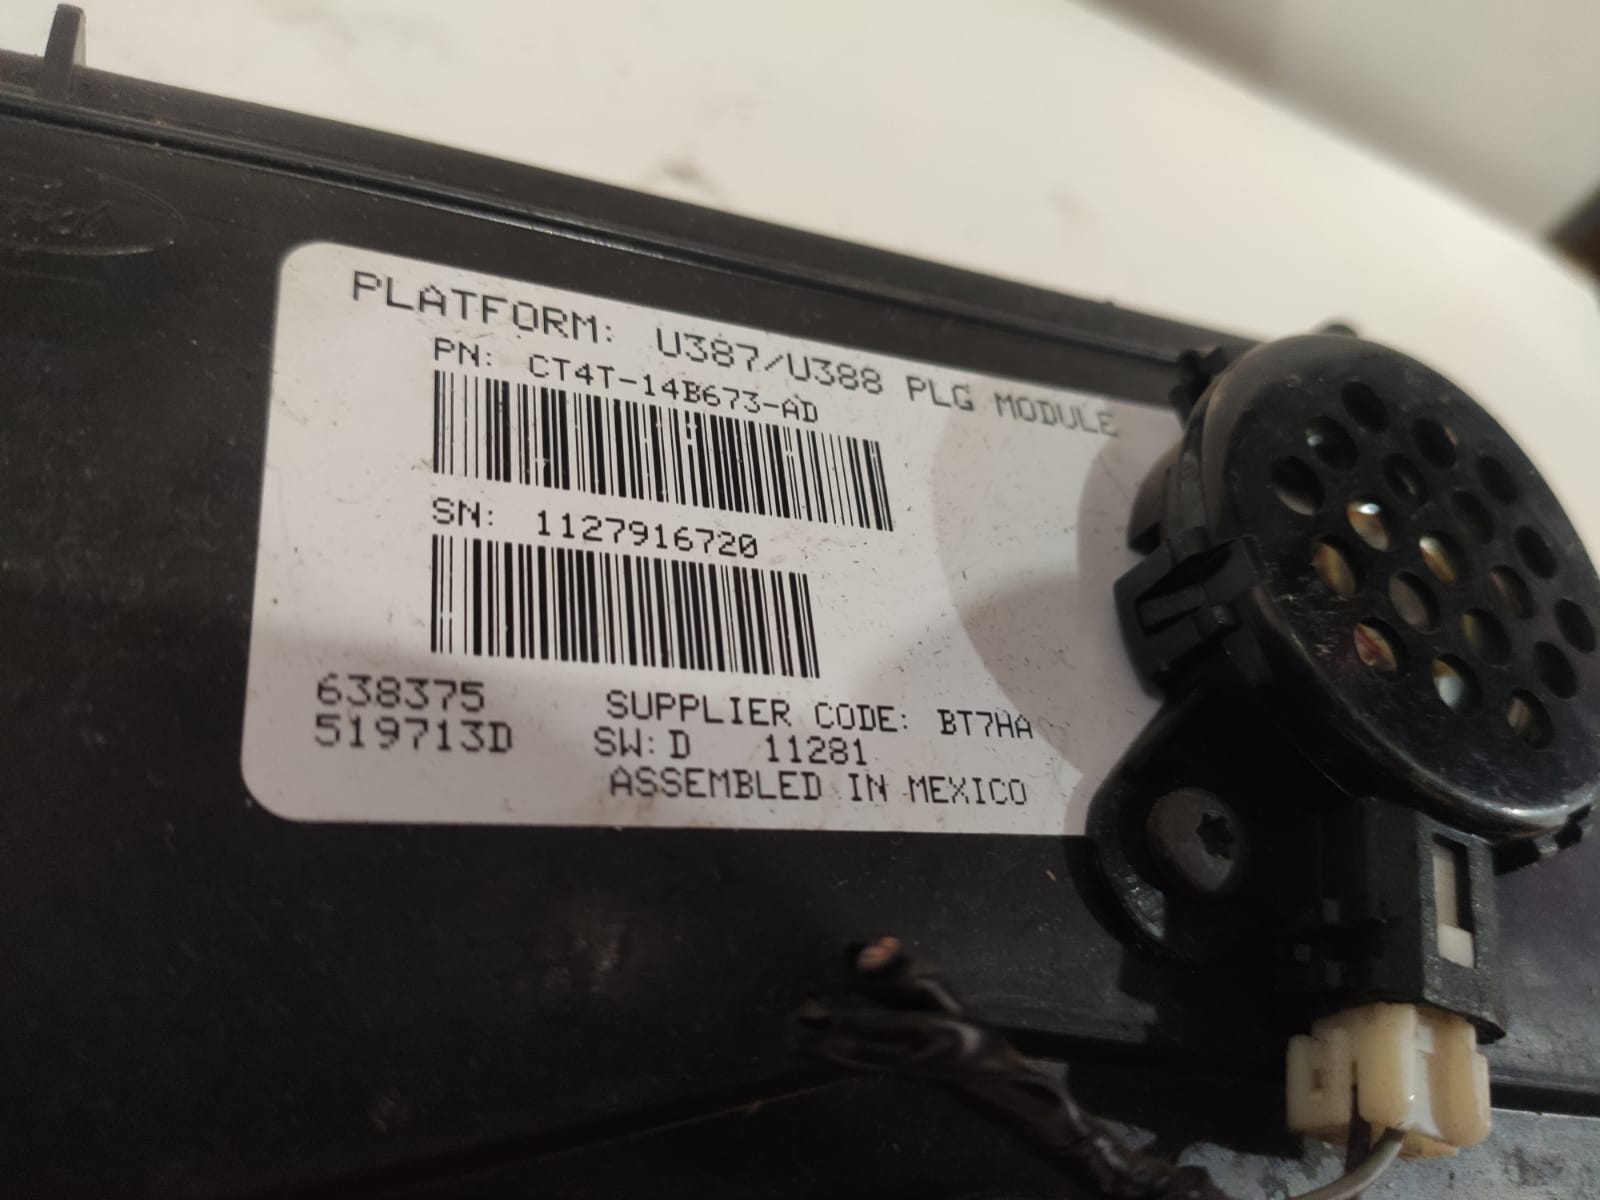 Ford
PLATFORM: U387/U388 PLG MODULE
PN: CT4T-14B673-AD
SN: 1127916720
638375 SUPPLIER CODE: BT7HA
519713D SW:D 11281
ASSEMBLED IN MEXICO